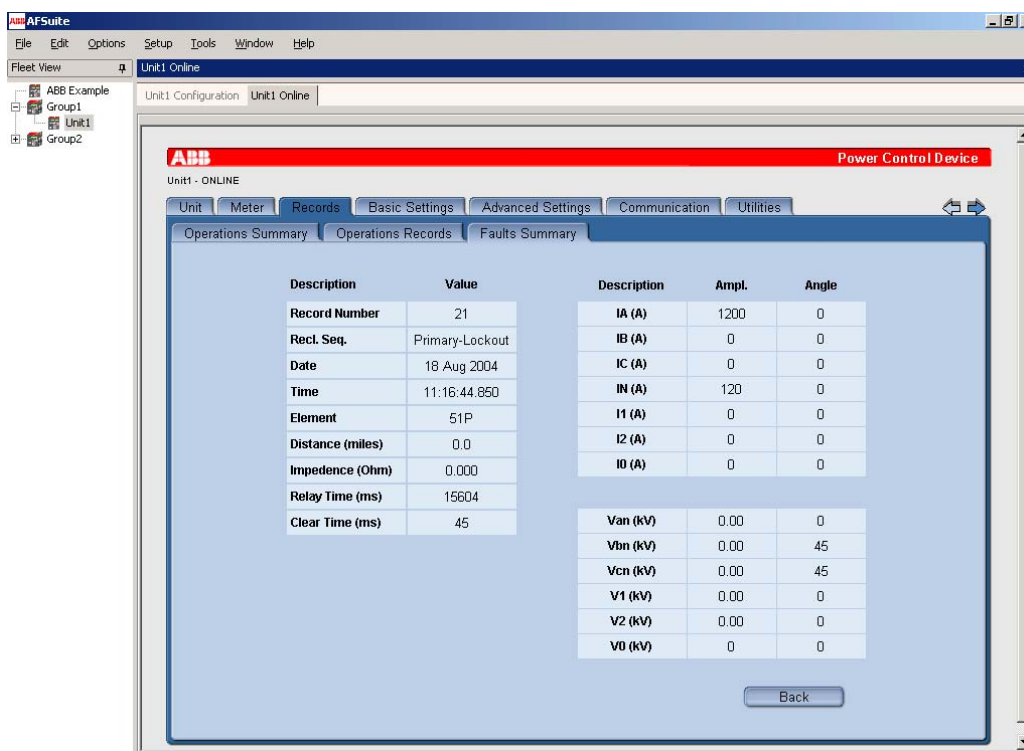 ABB AFSuite
File Edit Options Setup Tools Window Help
Fleet View Unit1 Online
ABB Example
Group1
Unit1
Group2
Unit1 Configuration Unit1 Online
ABB Power Control Device
Unit1 - ONLINE
Unit Meter Records Basic Settings Advanced Settings Communication Utilities
Operations Summary Operations Records Faults Summary
Description Value
Record Number 21
Recl. Seq. Primary-Lockout
Date 18 Aug 2004
Time 11:16:44.850
Element 51P
Distance (miles) 0.0
Impedence (Ohm) 0.000
Relay Time (ms) 15604
Clear Time (ms) 45
Description Ampl. Angle
IA (A) 1200 0
IB (A) 0 0
IC (A) 0 0
IN (A) 120 0
I1 (A) 0 0
I2 (A) 0 0
I0 (A) 0 0
Van (kV) 0.00 0
Vbn (kV) 0.00 45
Vcn (kV) 0.00 45
V1 (kV) 0.00 0
V2 (kV) 0.00 0
V0 (kV) 0 0
Back